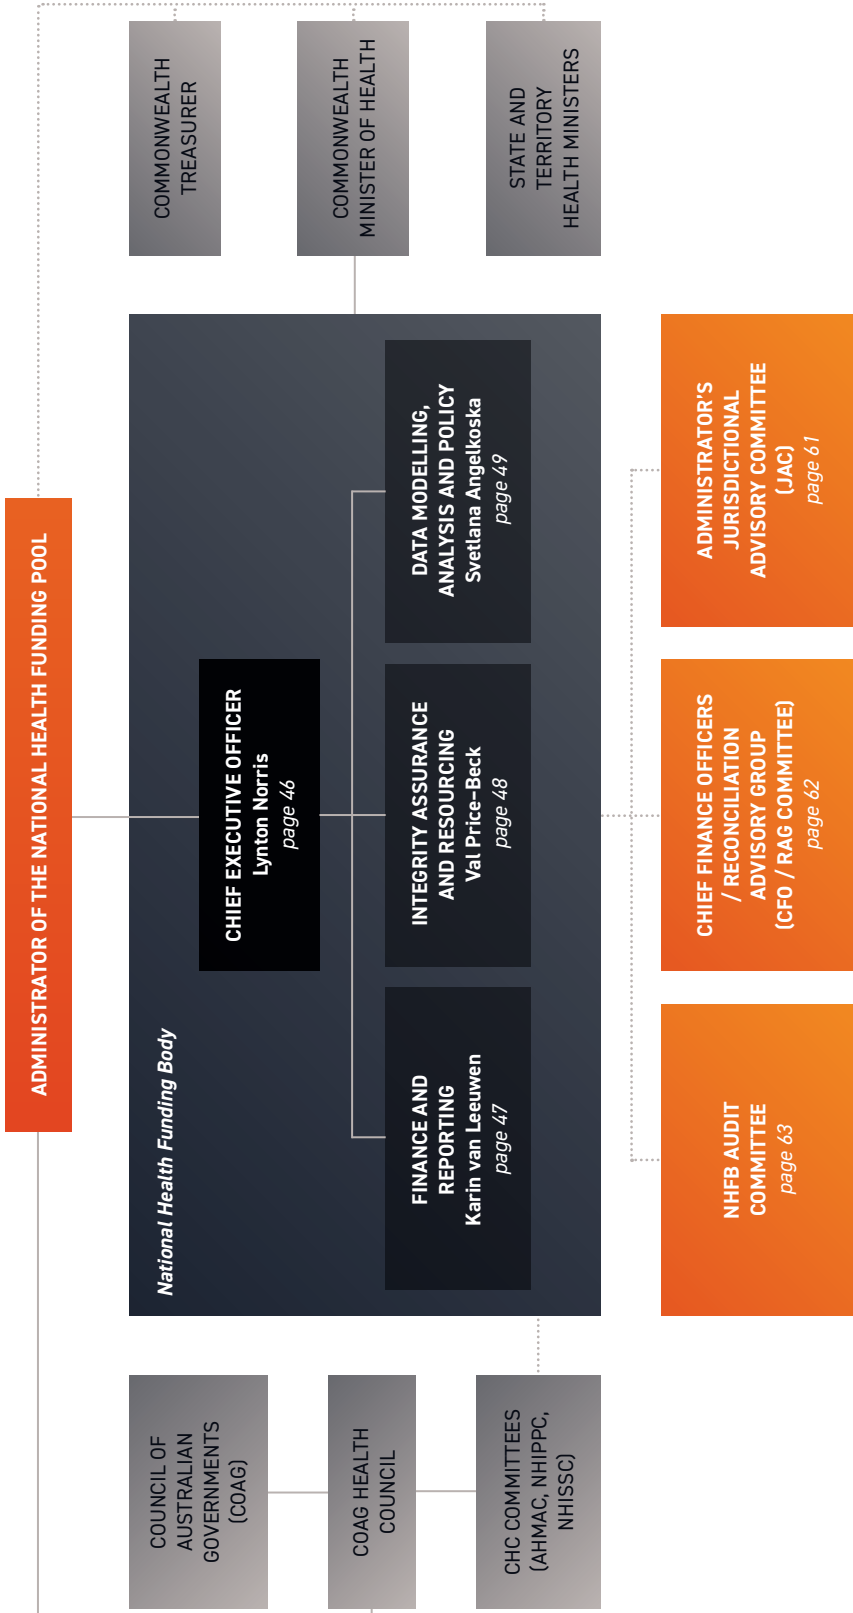 ADMINISTRATOR OF THE NATIONAL HEALTH FUNDING POOL
COUNCIL OF
AUSTRALIAN
GOVERNMENTS
(COAG)
COAG HEALTH
COUNCIL
CHC COMMITTEES
(AHMAC, NHIPPC,
NHISSC)
National Health Funding Body
CHIEF EXECUTIVE OFFICER
Lynton Norris
page 46
FINANCE AND
REPORTING
Karin van Leeuwen
page 47
INTEGRITY ASSURANCE
AND RESOURCING
Val Price-Beck
page 48
DATA MODELLING,
ANALYSIS AND POLICY
Svetlana Angelkoska
page 49
COMMONWEALTH
TREASURER
COMMONWEALTH
MINISTER OF HEALTH
STATE AND
TERRITORY
HEALTH MINISTERS
NHFB AUDIT
COMMITTEE
page 63
CHIEF FINANCE OFFICERS
/ RECONCILIATION
ADVISORY GROUP
(CFO / RAG COMMITTEE)
page 62
ADMINISTRATOR'S
JURISDICTIONAL
ADVISORY COMMITTEE
(JAC)
page 61